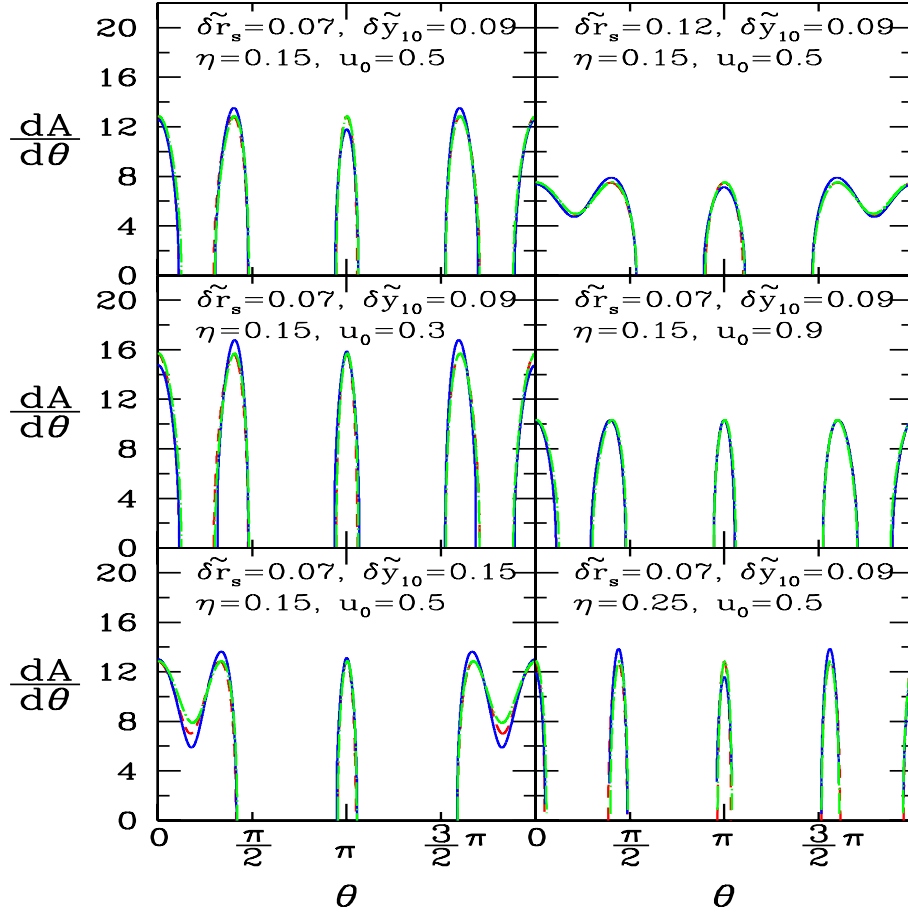 δr̃ₛ=0.07, δỹ₁₀=0.09
η=0.15, u₀=0.5
δr̃ₛ=0.12, δỹ₁₀=0.09
η=0.15, u₀=0.5
20
16
12
8
4
0
dA/dθ
δr̃ₛ=0.07, δỹ₁₀=0.09
η=0.15, u₀=0.3
δr̃ₛ=0.07, δỹ₁₀=0.09
η=0.15, u₀=0.9
20
16
12
8
4
0
dA/dθ
δr̃ₛ=0.07, δỹ₁₀=0.15
η=0.15, u₀=0.5
δr̃ₛ=0.07, δỹ₁₀=0.09
η=0.25, u₀=0.5
20
16
12
8
4
0
dA/dθ
0 π/2 π 3/2 π 0 π/2 π 3/2 π
θ θ